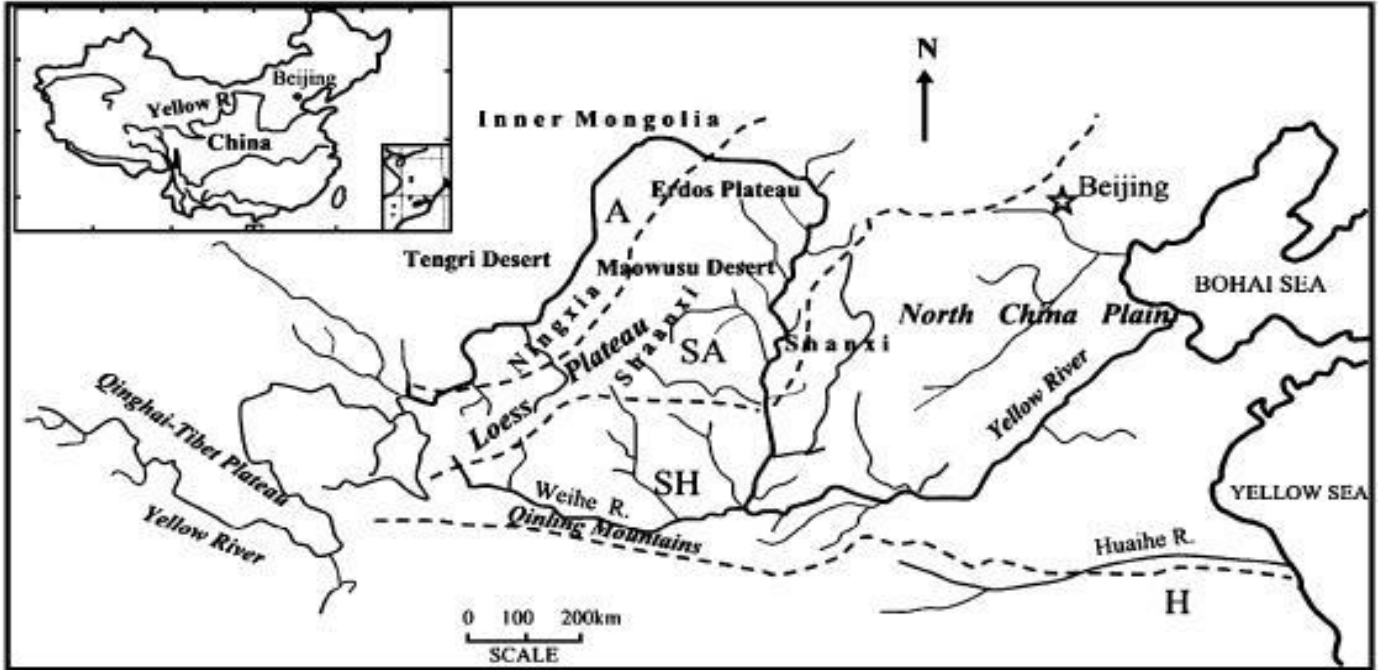 Beijing
Yellow R.
China
Inner Mongolia
N
Erdos Plateau
A
Beijing
Tengri Desert
Maowusu Desert
BOHAI SEA
Ningxia
Loess Plateau
Shaanxi
SA
Shanxi
North China Plain
Qinghai-Tibet Plateau
Yellow River
Yellow River
Weihe R.
SH
Qinling Mountains
YELLOW SEA
Huaihe R.
H
0 100 200km
SCALE